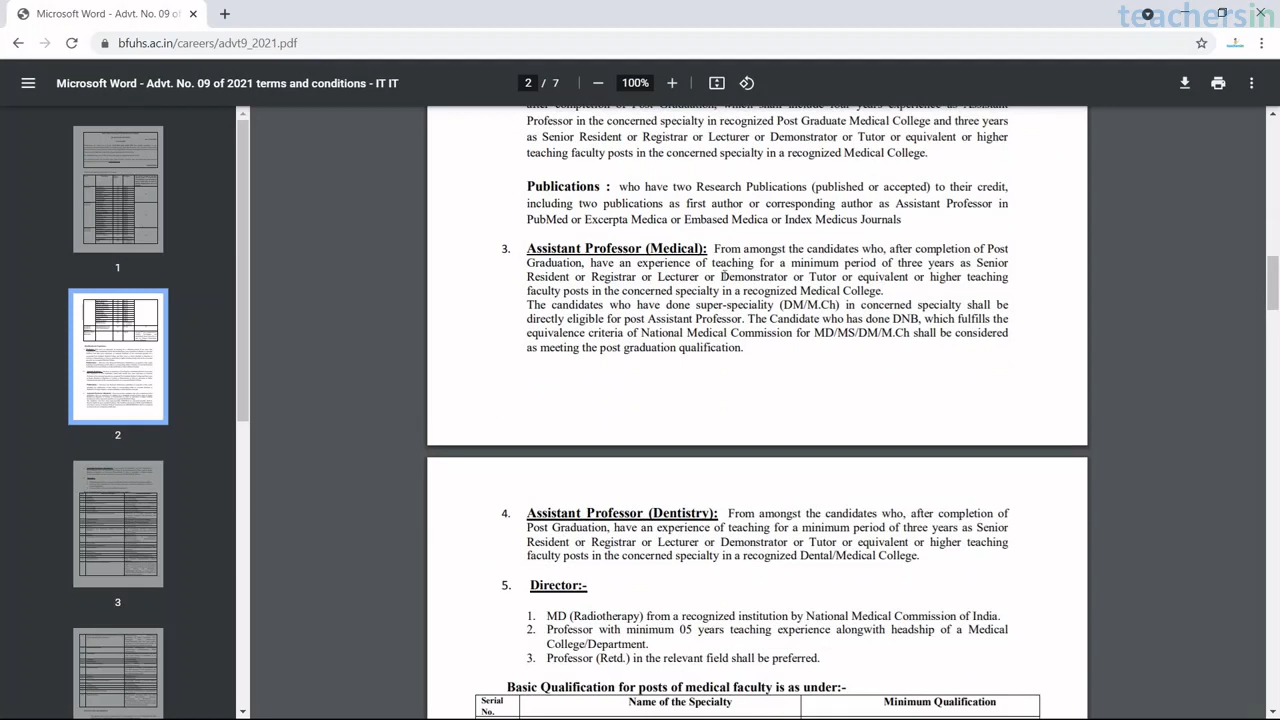 teachersin
Microsoft Word - Advt. No. 09 of
bfuhs.ac.in/careers/advt9_2021.pdf
Microsoft Word - Advt. No. 09 of 2021 terms and conditions - IT IT
2 / 7
100%
Professor in the concerned specialty in recognized Post Graduate Medical College and three years
as Senior Resident or Registrar or Lecturer or Demonstrator or Tutor or equivalent or higher
teaching faculty posts in the concerned specialty in a recognized Medical College.
Publications : who have two Research Publications (published or accepted) to their credit,
including two publications as first author or corresponding author as Assistant Professor in
PubMed or Excerpta Medica or Embased Medica or Index Medicus Journals
3. Assistant Professor (Medical): From amongst the candidates who, after completion of Post
Graduation, have an experience of teaching for a minimum period of three years as Senior
Resident or Registrar or Lecturer or Demonstrator or Tutor or equivalent or higher teaching
faculty posts in the concerned specialty in a recognized Medical College.
The candidates who have done super-speciality (DM/M.Ch) in concerned specialty shall be
directly eligible for post Assistant Professor. The Candidate who has done DNB, which fulfills the
equivalence criteria of National Medical Commission for MD/MS/DM/M.Ch shall be considered
as meeting the post graduation qualification.
4. Assistant Professor (Dentistry): From amongst the candidates who, after completion of
Post Graduation, have an experience of teaching for a minimum period of three years as Senior
Resident or Registrar or Lecturer or Demonstrator or Tutor or equivalent or higher teaching
faculty posts in the concerned specialty in a recognized Dental/Medical College.
5. Director:-
1. MD (Radiotherapy) from a recognized institution by National Medical Commission of India.
2. Professor with minimum 05 years teaching experience alongwith headship of a Medical
College/Department.
3. Professor (Retd.) in the relevant field shall be preferred.
Basic Qualification for posts of medical faculty is as under:-
Serial No. Name of the Specialty Minimum Qualification
1
2
3